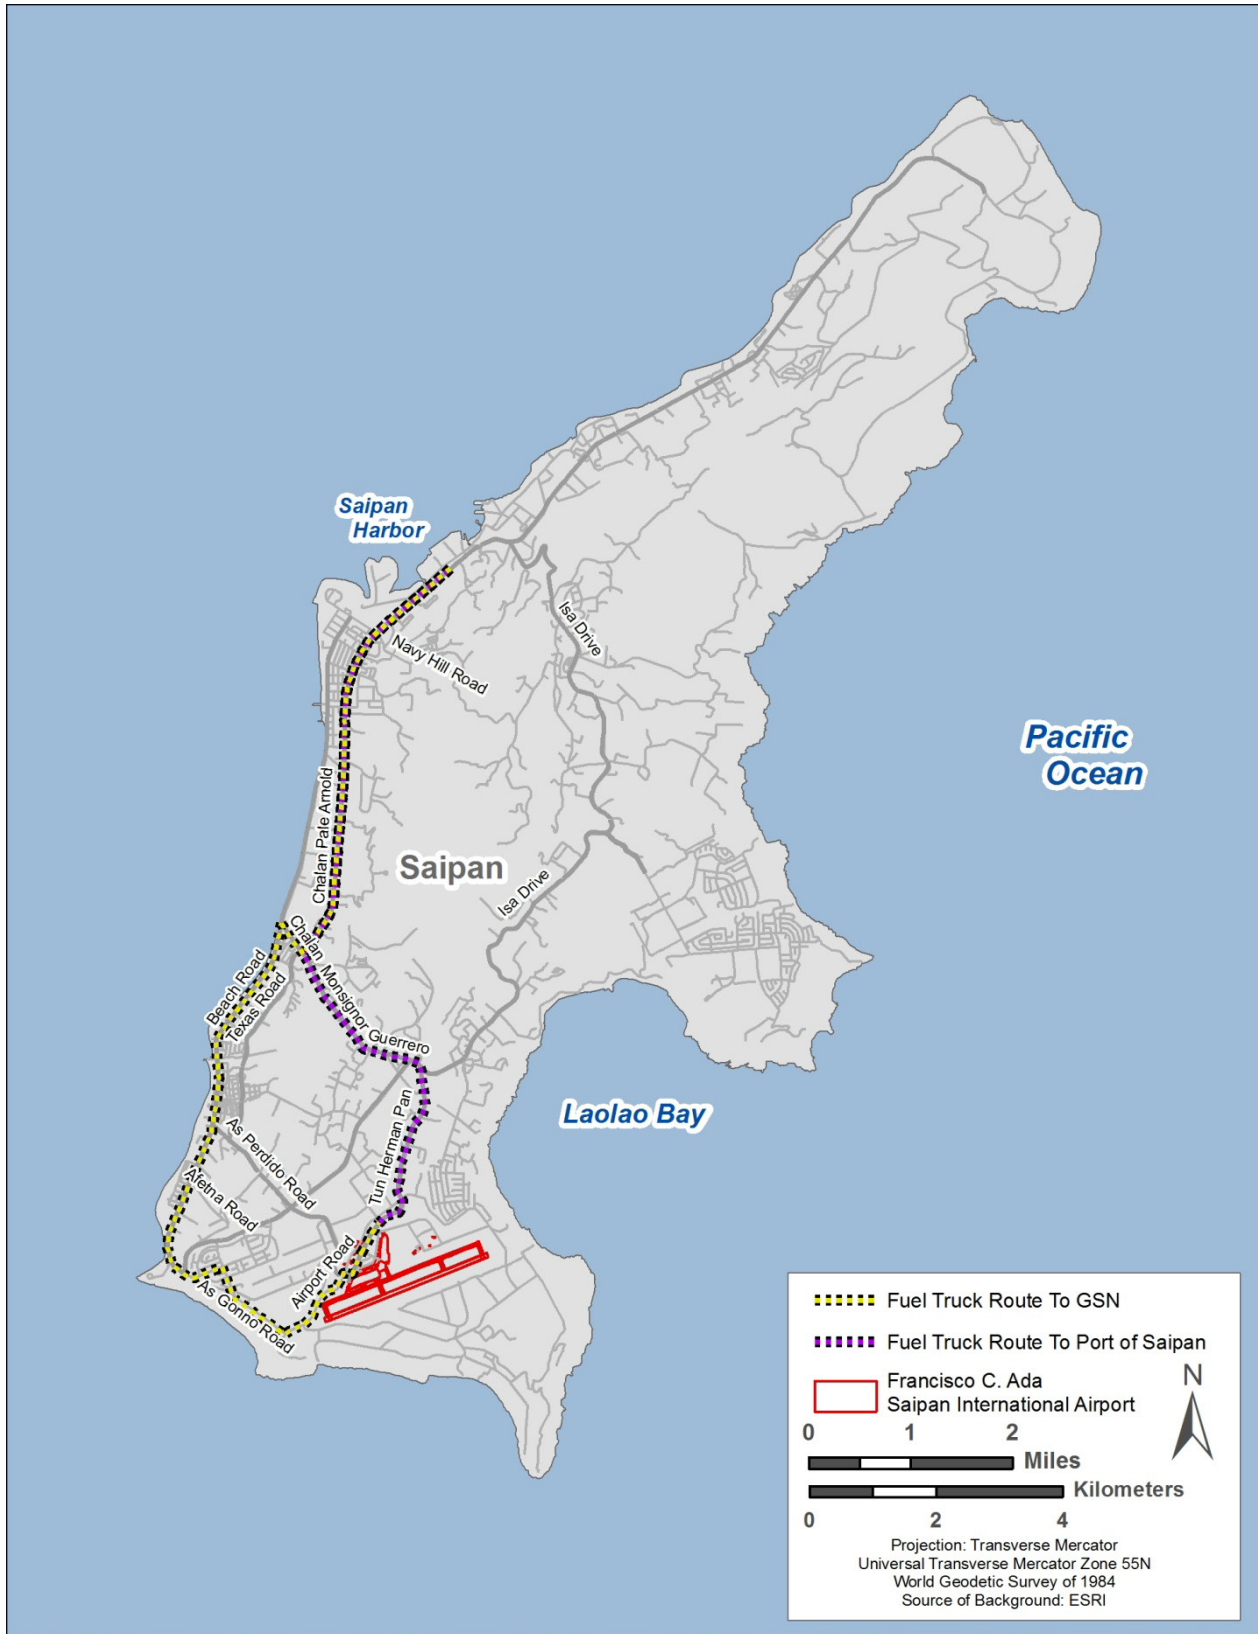 Saipan
Harbor
Isa Drive
Navy Hill Road
Pacific
Ocean
Chalan Pale Arnold
Saipan
Isa Drive
Chalan Monsignor Guerrero
Beach Road
Texas Road
Laolao Bay
Tun Herman Pan
As Perdido Road
Afetna Road
Airport Road
As Gonno Road
Fuel Truck Route To GSN
Fuel Truck Route To Port of Saipan
Francisco C. Ada
Saipan International Airport
N
0 1 2
Miles
Kilometers
0 2 4
Projection: Transverse Mercator
Universal Transverse Mercator Zone 55N
World Geodetic Survey of 1984
Source of Background: ESRI